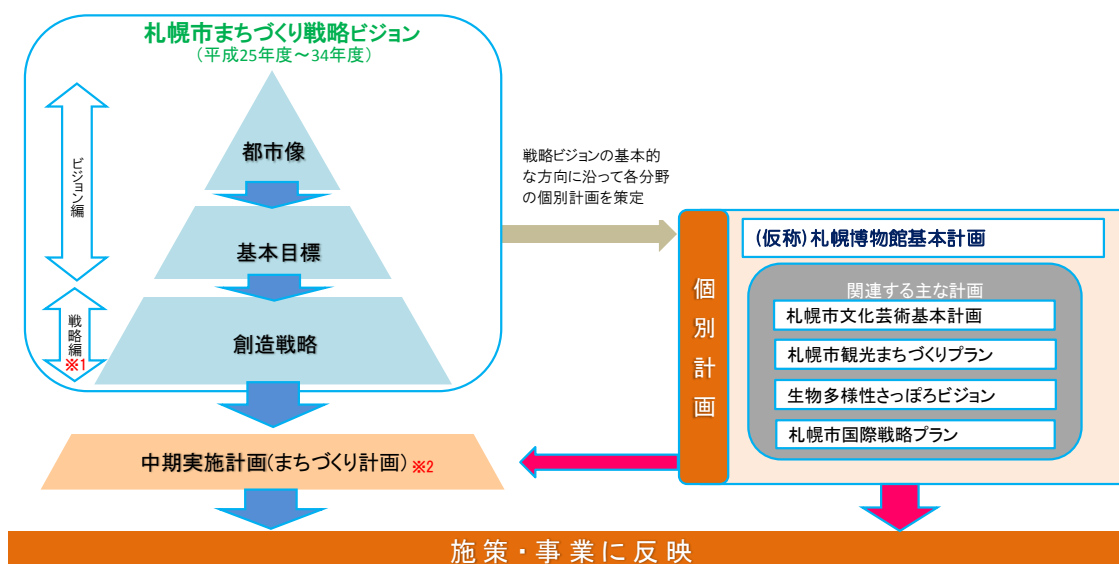 札幌市まちづくり戦略ビジョン
(平成25年度～34年度)
ビジョン編
都市像
基本目標
戦略編
※1
創造戦略
戦略ビジョンの基本的
な方向に沿って各分野
の個別計画を策定
個別計画
(仮称)札幌博物館基本計画
関連する主な計画
札幌市文化芸術基本計画
札幌市観光まちづくりプラン
生物多様性さっぽろビジョン
札幌市国際戦略プラン
中期実施計画(まちづくり計画)※2
施策・事業に反映